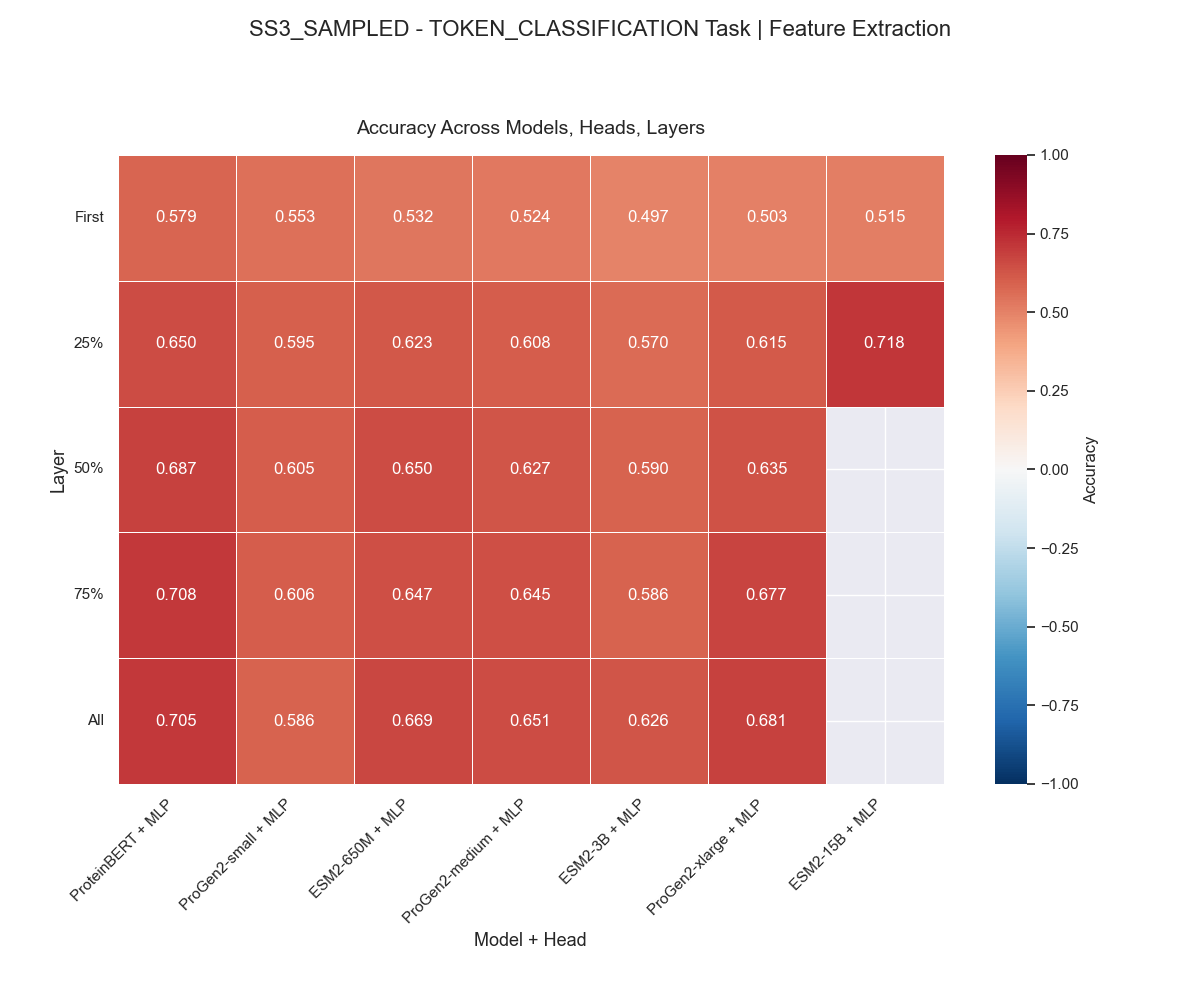 SS3_SAMPLED - TOKEN_CLASSIFICATION Task | Feature Extraction
Accuracy Across Models, Heads, Layers
Layer
First 0.579 0.553 0.532 0.524 0.497 0.503 0.515
25% 0.650 0.595 0.623 0.608 0.570 0.615 0.718
50% 0.687 0.605 0.650 0.627 0.590 0.635
75% 0.708 0.606 0.647 0.645 0.586 0.677
All 0.705 0.586 0.669 0.651 0.626 0.681
ProteinBERT + MLP
ProGen2-small + MLP
ESM2-650M + MLP
ProGen2-medium + MLP
ESM2-3B + MLP
ProGen2-xlarge + MLP
ESM2-15B + MLP
Model + Head
1.00
0.75
0.50
0.25
0.00
−0.25
−0.50
−0.75
−1.00
Accuracy